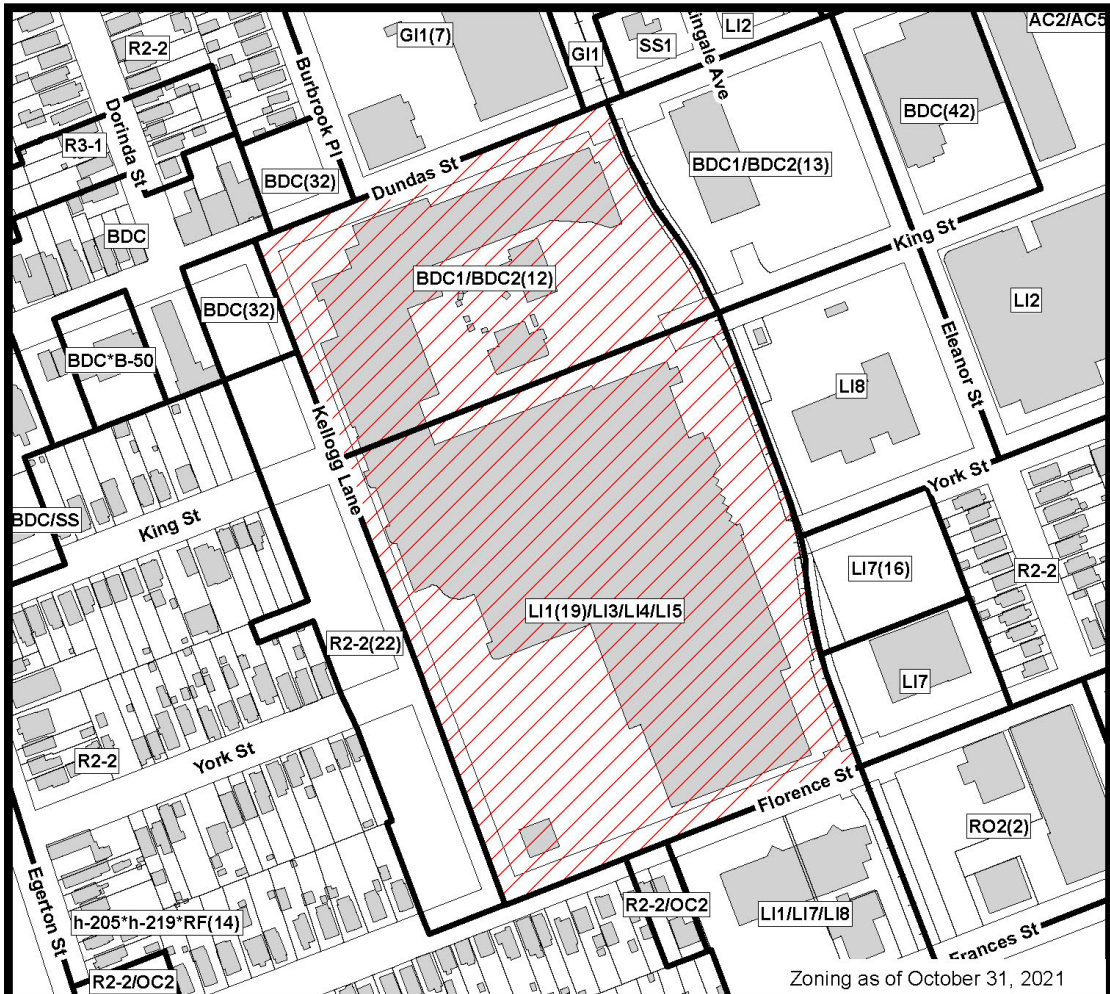 AC2/AC5
LI2
SS1
GI1(7)
R2-2
GI1
Burbrook Pl
BDC(42)
Dorinda St
R3-1
BDC1/BDC2(13)
Dundas St
BDC(32)
BDC
King St
BDC1/BDC2(12)
LI2
BDC(32)
Eleanor St
BDC*B-50
LI8
Kellogg Lane
York St
BDC/SS
King St
LI7(16)
R2-2
LI1(19)/LI3/LI4/LI5
R2-2(22)
LI7
York St
R2-2
Florence St
RO2(2)
Egerton St
R2-2/OC2
h-205*h-219*RF(14)
LI1/LI7/LI8
Frances St
R2-2/OC2
Zoning as of October 31, 2021